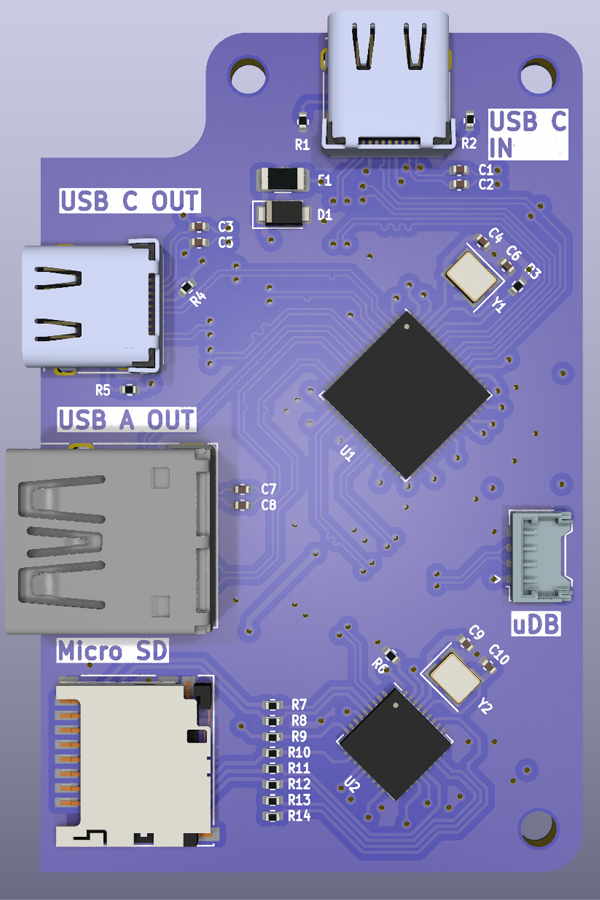 R1
R2
USB C
IN
C1
C2
F1
D1
USB C OUT
C3
C5
C4
C6
R3
Y1
R4
R5
USB A OUT
U1
C7
C8
uDB
Micro SD
C9
C10
R6
Y2
R7
R8
R9
R10
R11
R12
R13
R14
U2